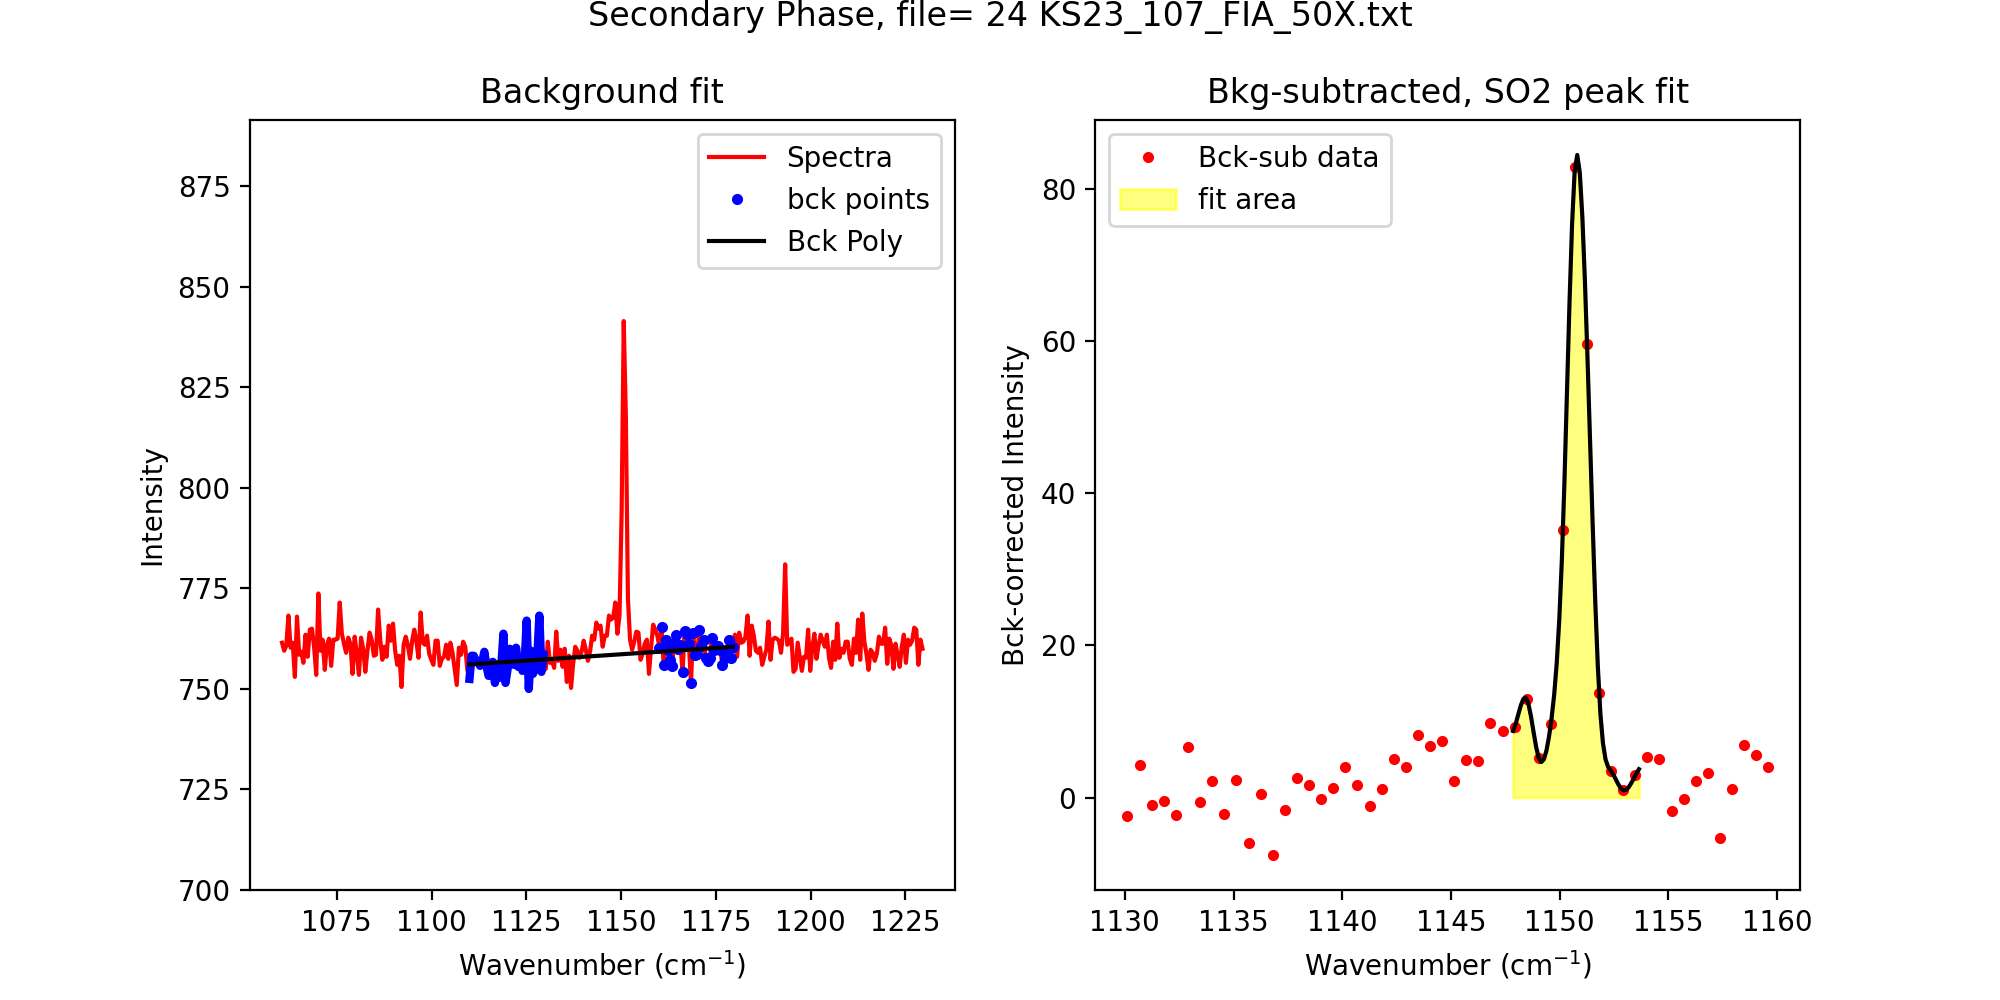 Secondary Phase, file= 24 KS23_107_FIA_50X.txt
Background fit
Spectra
bck points
Bck Poly
Intensity
875
850
825
800
775
750
725
700
1075 1100 1125 1150 1175 1200 1225
Wavenumber (cm⁻¹)
Bkg-subtracted, SO2 peak fit
Bck-sub data
fit area
Bck-corrected Intensity
80
60
40
20
0
1130 1135 1140 1145 1150 1155 1160
Wavenumber (cm⁻¹)